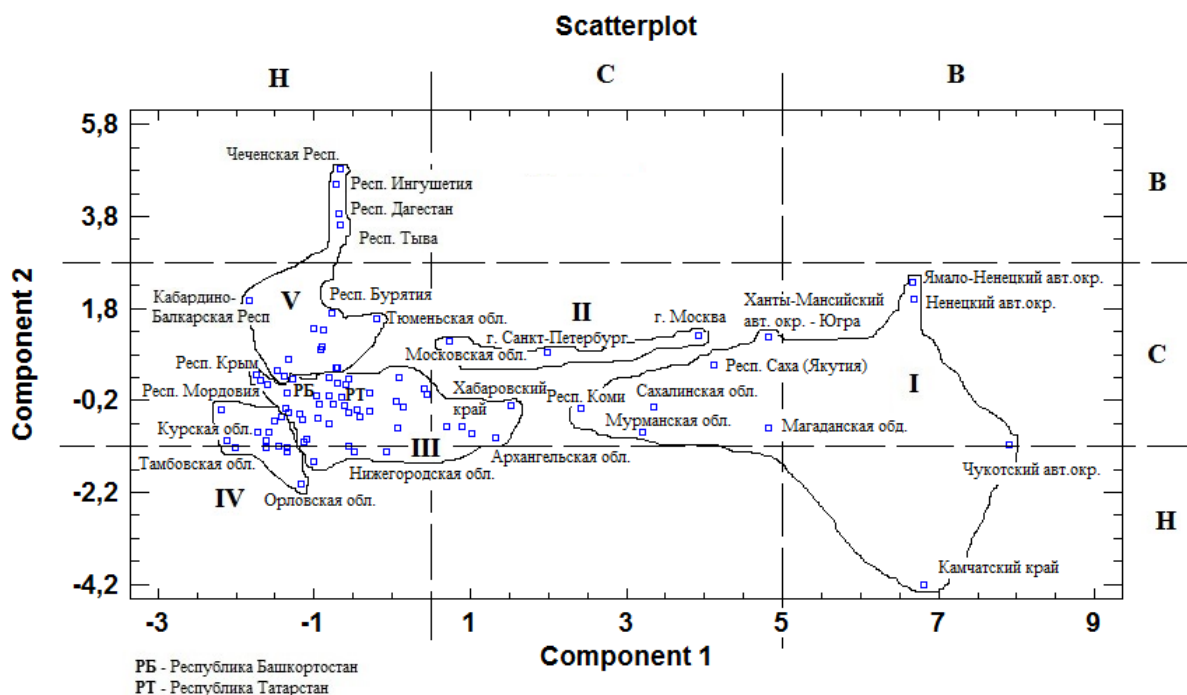 Scatterplot
Н
С
В
5,8
3,8
1,8
-0,2
-2,2
-4,2
Component 2
Чеченская Респ.
Респ. Ингушетия
Респ. Дагестан
Респ. Тыва
В
Кабардино-
Балкарская Респ
V
Респ. Бурятия
Тюменьская обл.
II
г. Москва
г. Санкт-Петербург
Московская обл.
Ханты-Мансийский
авт. окр. - Югра
Ямало-Ненецкий авт.окр.
Ненецкий авт.окр.
С
Респ. Крым
Респ. Мордовия
РБ
РТ
Хабаровский
край
Респ. Коми
Респ. Саха (Якутия)
Сахалинская обл.
I
Мурманская обл.
Магаданская обд.
Курская обл.
III
Тамбовская обл.
Нижегородская обл.
Архангельская обл.
Чукотский авт.окр.
IV
Орловская обл.
Н
Камчатский край
-3
-1
1
3
5
7
9
Component 1
РБ - Республика Башкортостан
РТ - Республика Татарстан